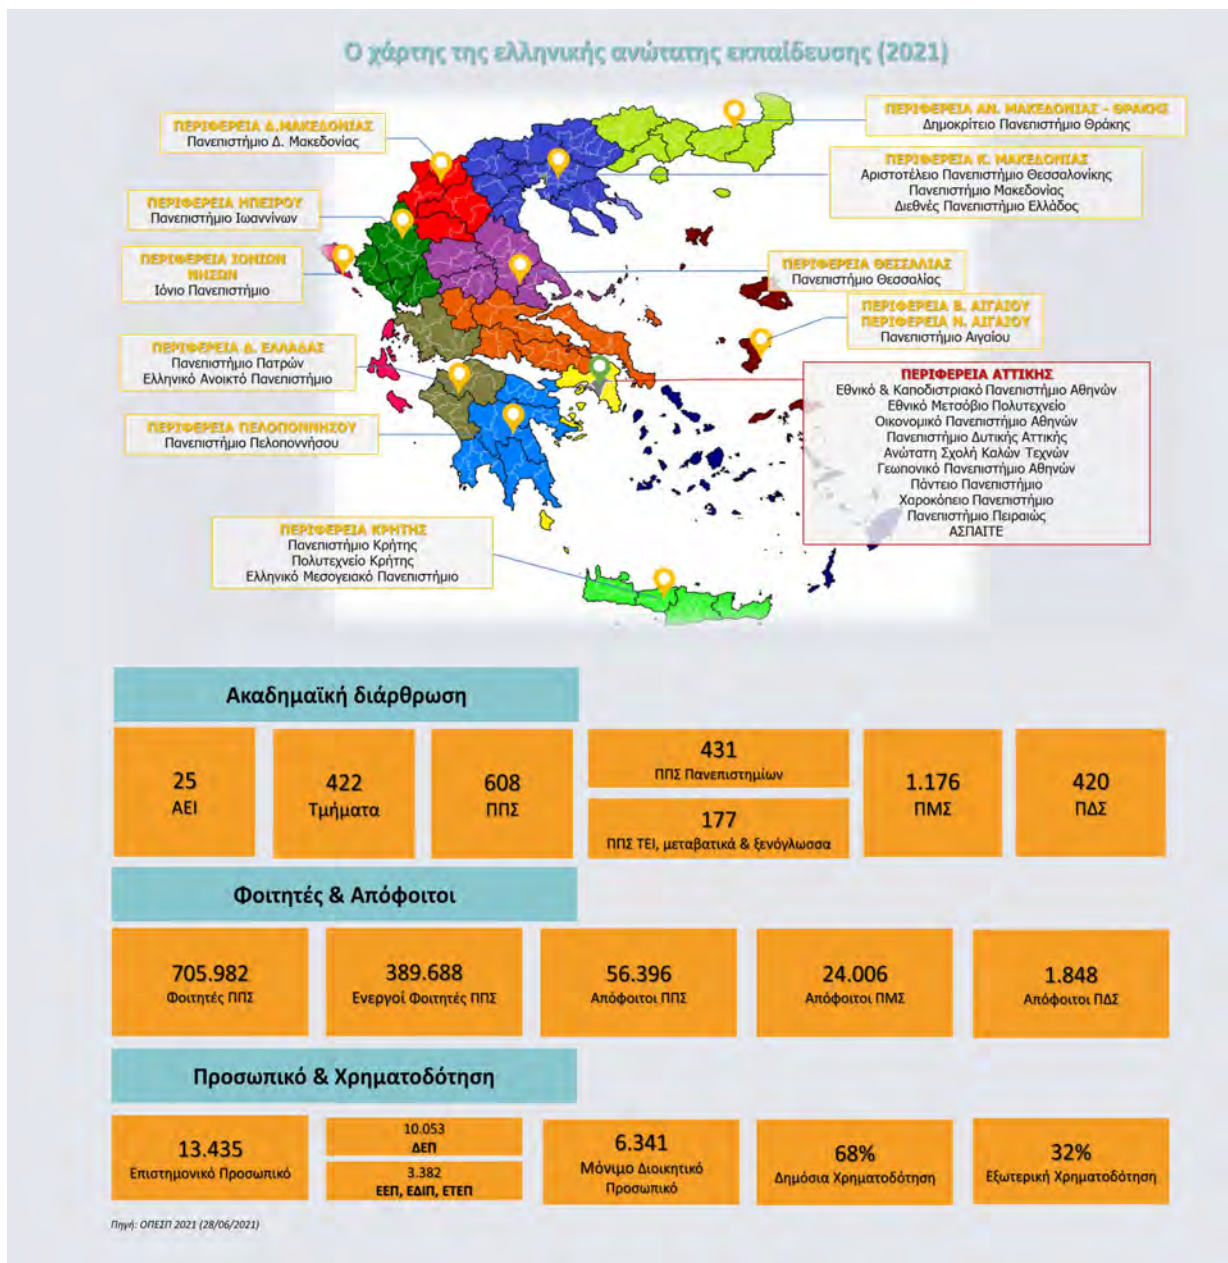 Ο χάρτης της ελληνικής ανώτατης εκπαίδευσης (2021)
ΠΕΡΙΦΕΡΕΙΑ Δ.ΜΑΚΕΔΟΝΙΑΣ
Πανεπιστήμιο Δ. Μακεδονίας
ΠΕΡΙΦΕΡΕΙΑ ΗΠΕΙΡΟΥ
Πανεπιστήμιο Ιωαννίνων
ΠΕΡΙΦΕΡΕΙΑ ΙΟΝΙΩΝ
ΝΗΣΩΝ
Ιόνιο Πανεπιστήμιο
ΠΕΡΙΦΕΡΕΙΑ Δ. ΕΛΛΑΔΑΣ
Πανεπιστήμιο Πατρών
Ελληνικό Ανοικτό Πανεπιστήμιο
ΠΕΡΙΦΕΡΕΙΑ ΠΕΛΟΠΟΝΝΗΣΟΥ
Πανεπιστήμιο Πελοποννήσου
ΠΕΡΙΦΕΡΕΙΑ ΚΡΗΤΗΣ
Πανεπιστήμιο Κρήτης
Πολυτεχνείο Κρήτης
Ελληνικό Μεσογειακό Πανεπιστήμιο
ΠΕΡΙΦΕΡΕΙΑ ΑΝ. ΜΑΚΕΔΟΝΙΑΣ - ΘΡΑΚΗΣ
Δημοκρίτειο Πανεπιστήμιο Θράκης
ΠΕΡΙΦΕΡΕΙΑ Κ. ΜΑΚΕΔΟΝΙΑΣ
Αριστοτέλειο Πανεπιστήμιο Θεσσαλονίκης
Πανεπιστήμιο Μακεδονίας
Διεθνές Πανεπιστήμιο Ελλάδος
ΠΕΡΙΦΕΡΕΙΑ ΘΕΣΣΑΛΙΑΣ
Πανεπιστήμιο Θεσσαλίας
ΠΕΡΙΦΕΡΕΙΑ Β. ΑΙΓΑΙΟΥ
ΠΕΡΙΦΕΡΕΙΑ Ν. ΑΙΓΑΙΟΥ
Πανεπιστήμιο Αιγαίου
ΠΕΡΙΦΕΡΕΙΑ ΑΤΤΙΚΗΣ
Εθνικό & Καποδιστριακό Πανεπιστήμιο Αθηνών
Εθνικό Μετσόβιο Πολυτεχνείο
Οικονομικό Πανεπιστήμιο Αθηνών
Πανεπιστήμιο Δυτικής Αττικής
Ανώτατη Σχολή Καλών Τεχνών
Γεωπονικό Πανεπιστήμιο Αθηνών
Πάντειο Πανεπιστήμιο
Χαροκόπειο Πανεπιστήμιο
Πανεπιστήμιο Πειραιώς
ΑΣΠΑΙΤΕ
Ακαδημαϊκή διάρθρωση
25
ΑΕΙ
422
Τμήματα
608
ΠΠΣ
431
ΠΠΣ Πανεπιστημίων
177
ΠΠΣ ΤΕΙ, μεταβατικά & ξενόγλωσσα
1.176
ΠΜΣ
420
ΠΔΣ
Φοιτητές & Απόφοιτοι
705.982
Φοιτητές ΠΠΣ
389.688
Ενεργοί Φοιτητές ΠΠΣ
56.396
Απόφοιτοι ΠΠΣ
24.006
Απόφοιτοι ΠΜΣ
1.848
Απόφοιτοι ΠΔΣ
Προσωπικό & Χρηματοδότηση
13.435
Επιστημονικό Προσωπικό
10.053
ΔΕΠ
3.382
ΕΕΠ, ΕΔΙΠ, ΕΤΕΠ
6.341
Μόνιμο Διοικητικό
Προσωπικό
68%
Δημόσια Χρηματοδότηση
32%
Εξωτερική Χρηματοδότηση
Πηγή: ΟΠΕΣΠ 2021 (28/06/2021)